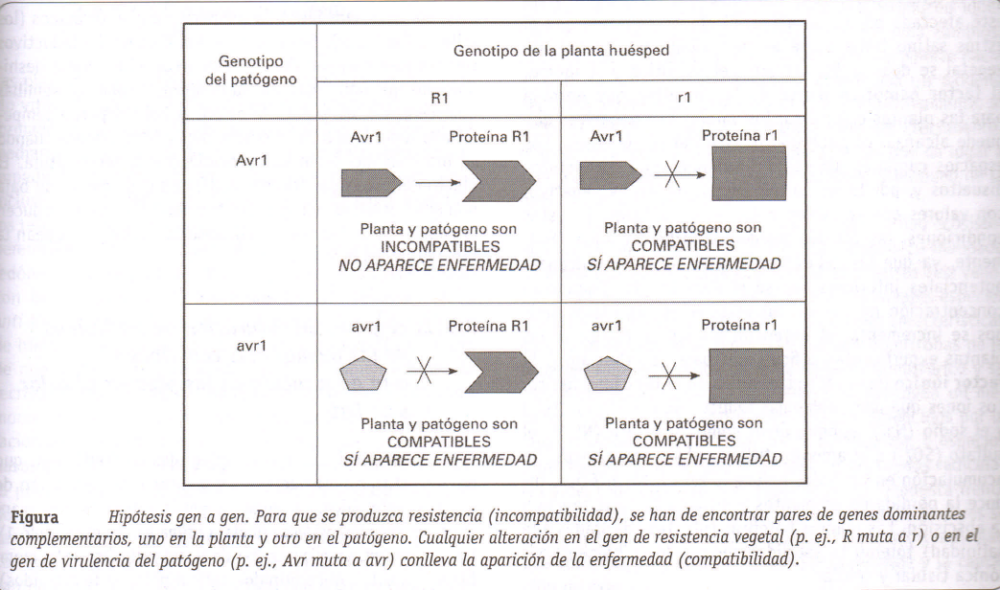 Genotipo
del patógeno
Genotipo de la planta huésped
R1
r1
Avr1
Avr1
Proteína R1
Planta y patógeno son
INCOMPATIBLES
NO APARECE ENFERMEDAD
Avr1
Proteína r1
Planta y patógeno son
COMPATIBLES
SÍ APARECE ENFERMEDAD
avr1
avr1
Proteína R1
Planta y patógeno son
COMPATIBLES
SÍ APARECE ENFERMEDAD
avr1
Proteína r1
Planta y patógeno son
COMPATIBLES
SÍ APARECE ENFERMEDAD
Figura Hipótesis gen a gen. Para que se produzca resistencia (incompatibilidad), se han de encontrar pares de genes dominantes
complementarios, uno en la planta y otro en el patógeno. Cualquier alteración en el gen de resistencia vegetal (p. ej., R muta a r) o en el
gen de virulencia del patógeno (p. ej., Avr muta a avr) conlleva la aparición de la enfermedad (compatibilidad).